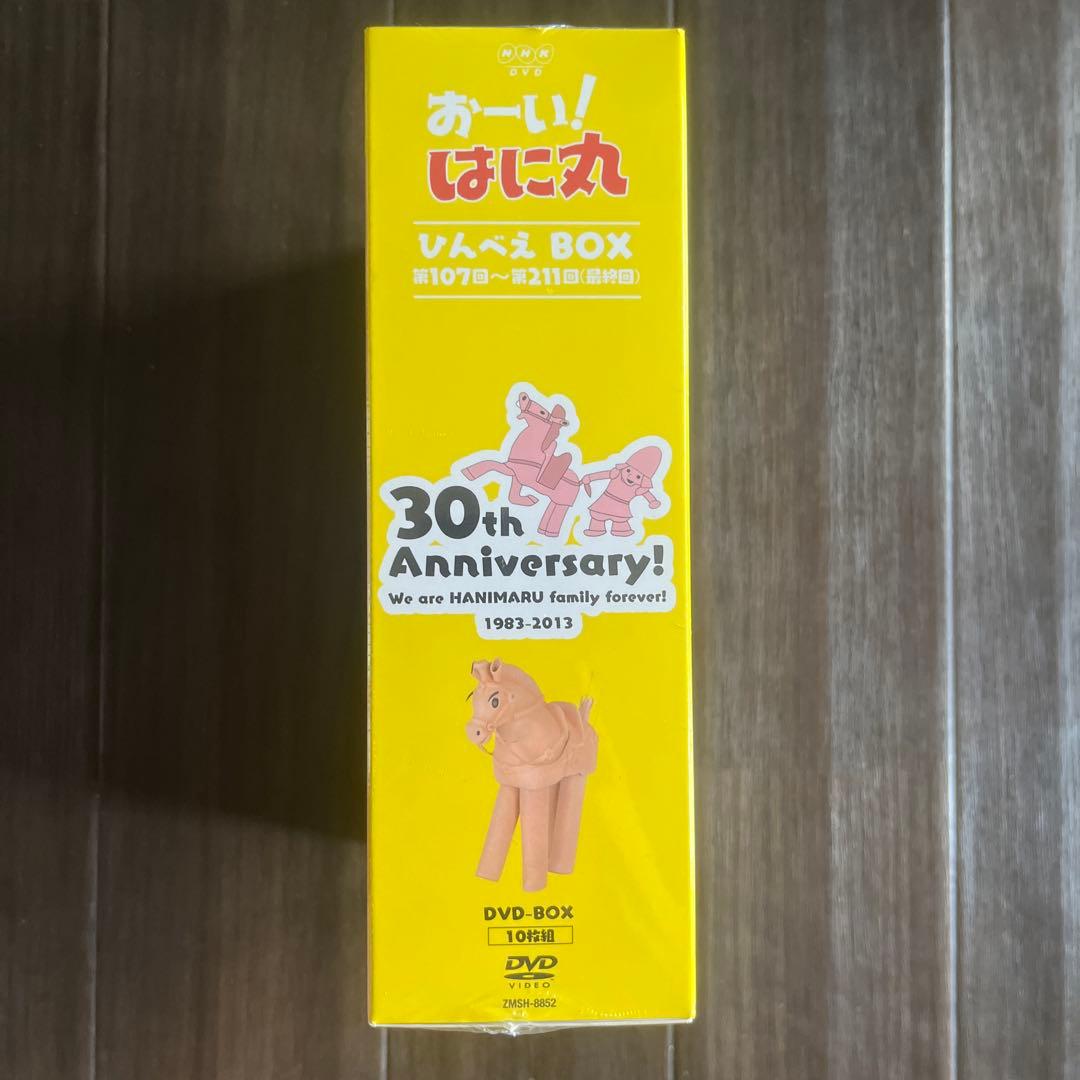 NHK
DVD
おーい!
はに丸
ひんべえ BOX
第107回〜第211回(最終回)
30th
Anniversary!
We are HANIMARU family forever!
1983-2013
DVD-BOX
10枚組
DVD
VIDEO™
ZMSH-8852